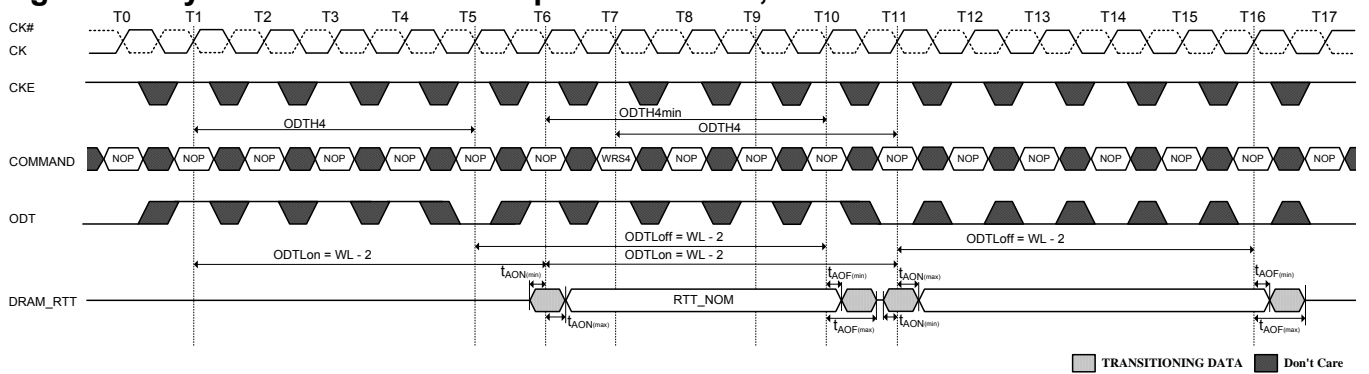 T0 T1 T2 T3 T4 T5 T6 T7 T8 T9 T10 T11 T12 T13 T14 T15 T16 T17
CK#
CK
CKE
ODTH4min
ODTH4
ODTH4
COMMAND NOP NOP NOP NOP NOP NOP NOP WRS4 NOP NOP NOP NOP NOP NOP NOP NOP NOP NOP
ODT
ODTLoff = WL - 2
ODTLoff = WL - 2
ODTLon = WL - 2
ODTLon = WL - 2
tAON(min) tAOF(min) tAON(max) tAOF(min)
DRAM_RTT RTT_NOM
tAON(max) tAOF(max) tAON(min) tAOF(max)
TRANSITIONING DATA Don't Care